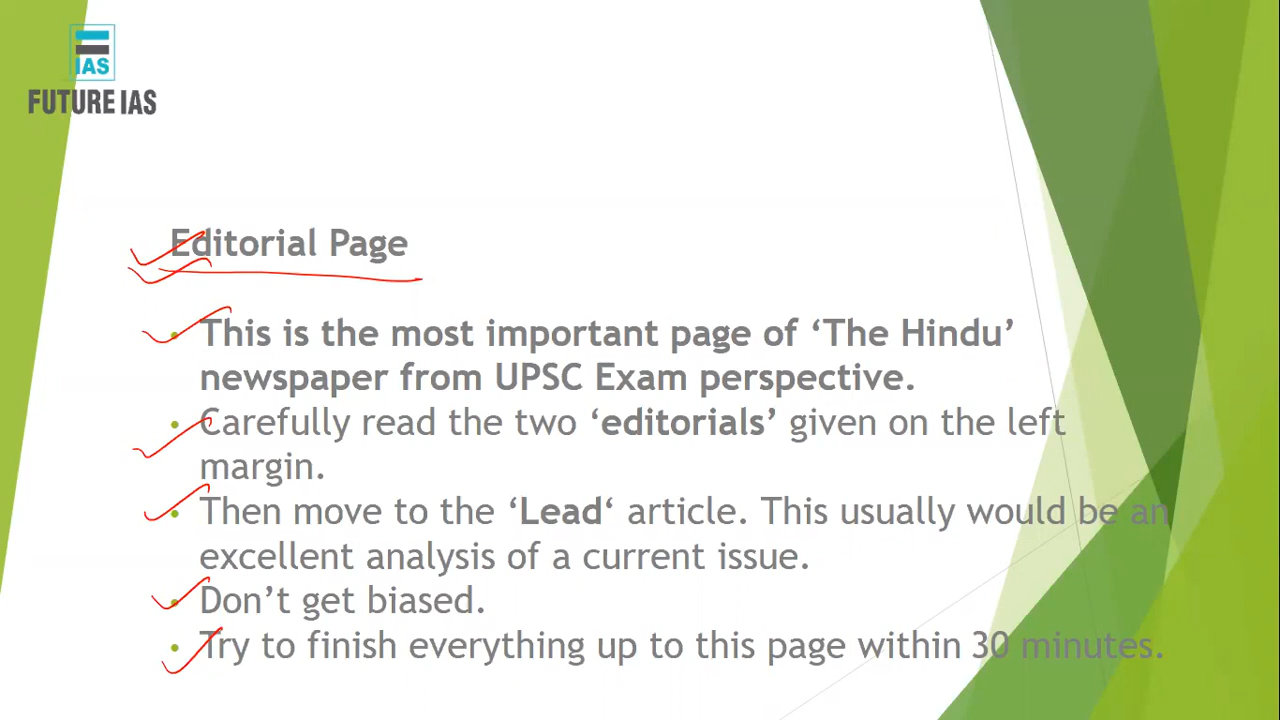 IAS
FUTURE IAS
Editorial Page
• This is the most important page of ‘The Hindu’
newspaper from UPSC Exam perspective.
• Carefully read the two ‘editorials’ given on the left
margin.
• Then move to the ‘Lead‘ article. This usually would be an
excellent analysis of a current issue.
• Don’t get biased.
• Try to finish everything up to this page within 30 minutes.